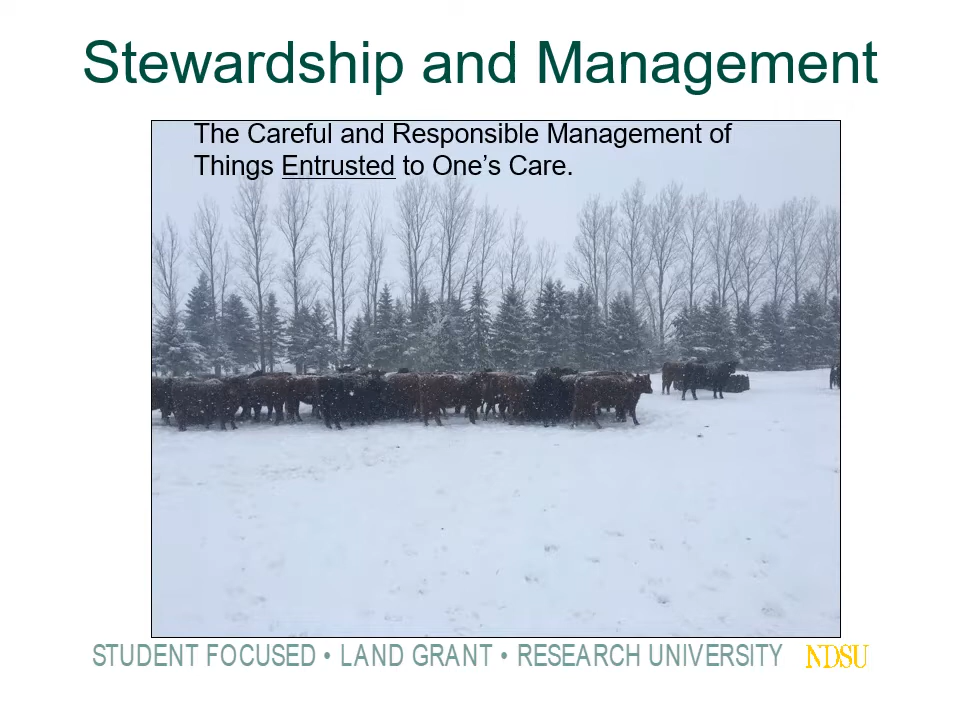 Stewardship and Management
The Careful and Responsible Management of
Things Entrusted to One’s Care.
STUDENT FOCUSED • LAND GRANT • RESEARCH UNIVERSITY NDSU